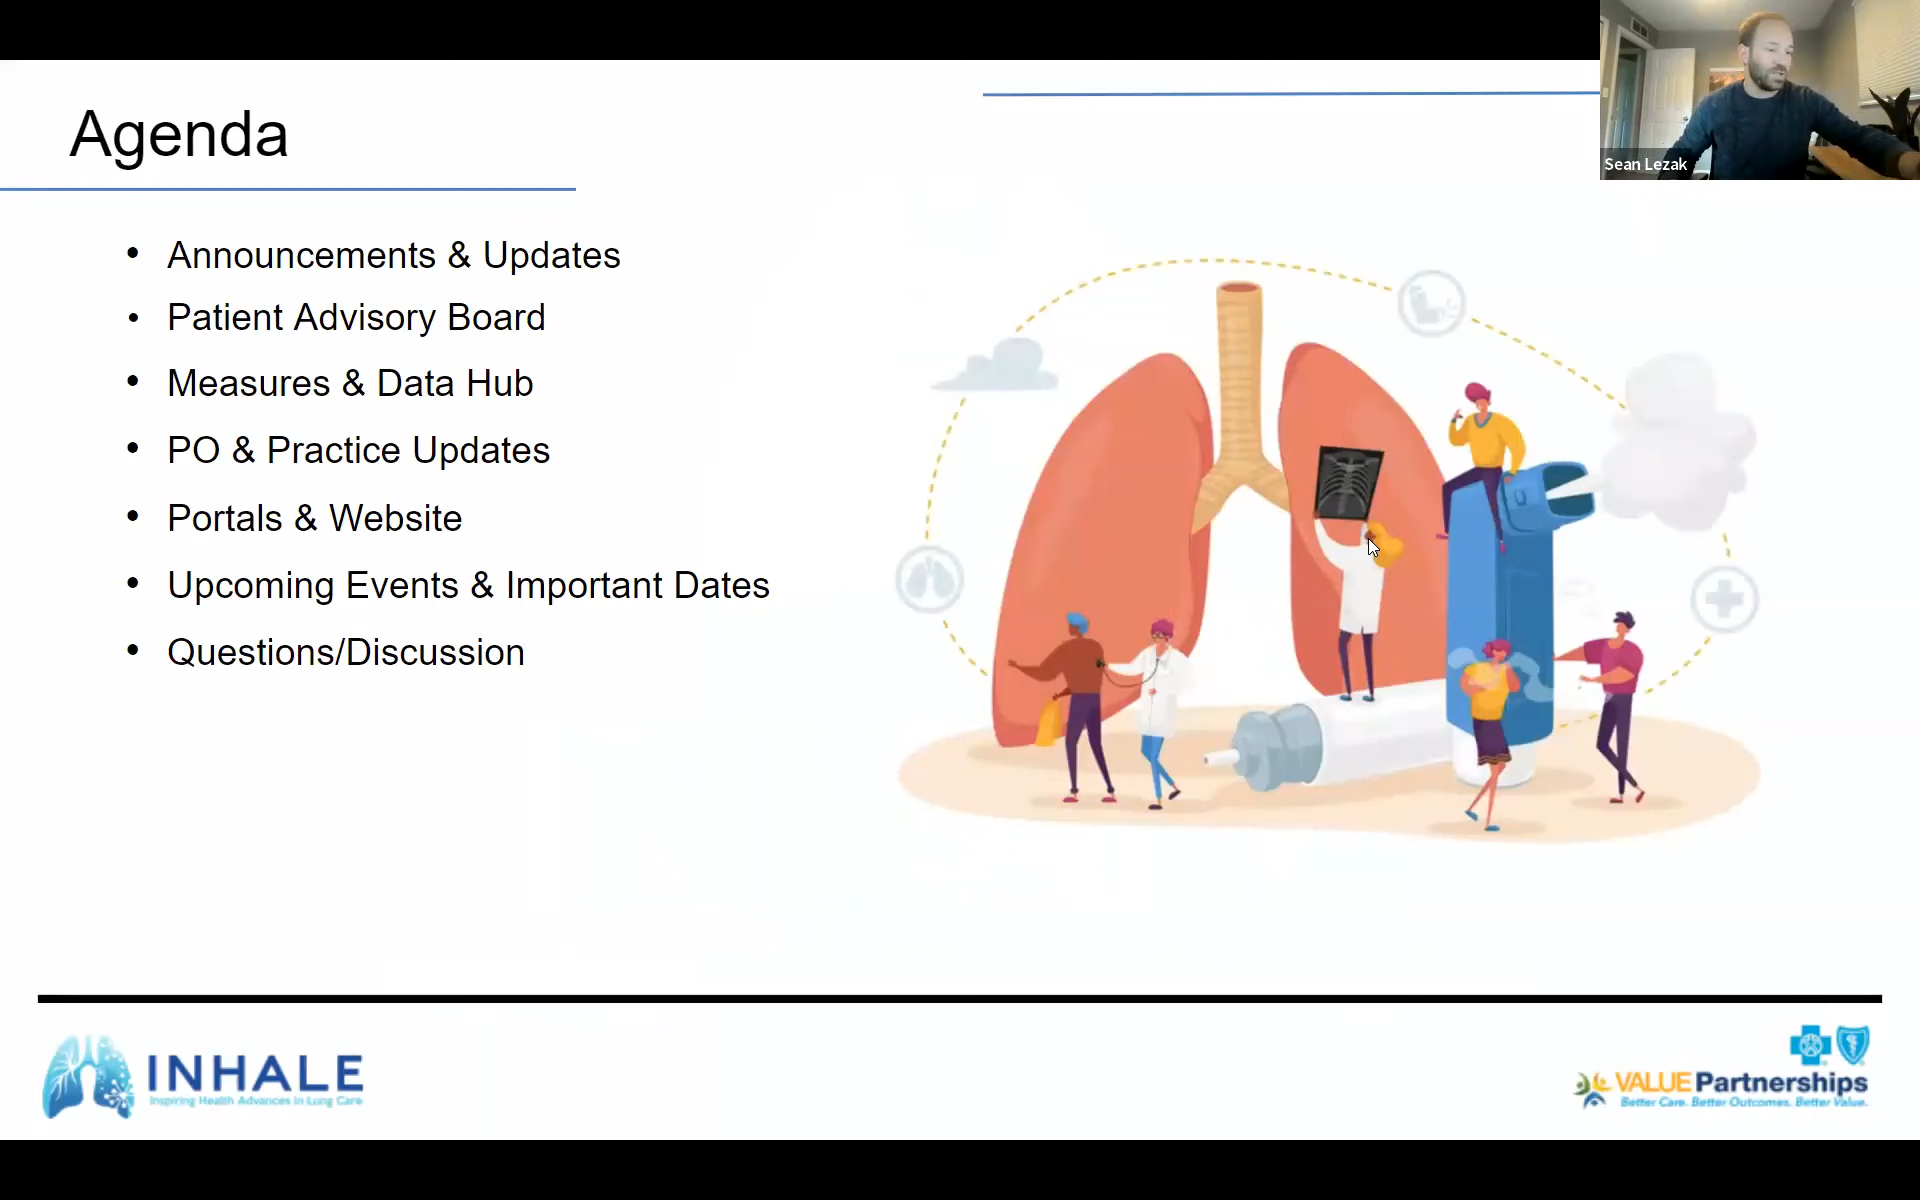 Agenda
Sean Lezak
• Announcements & Updates
• Patient Advisory Board
• Measures & Data Hub
• PO & Practice Updates
• Portals & Website
• Upcoming Events & Important Dates
• Questions/Discussion
INHALE
Inspiring Health Advances in Lung Care
VALUE Partnerships
Better Care. Better Outcomes. Better Value.